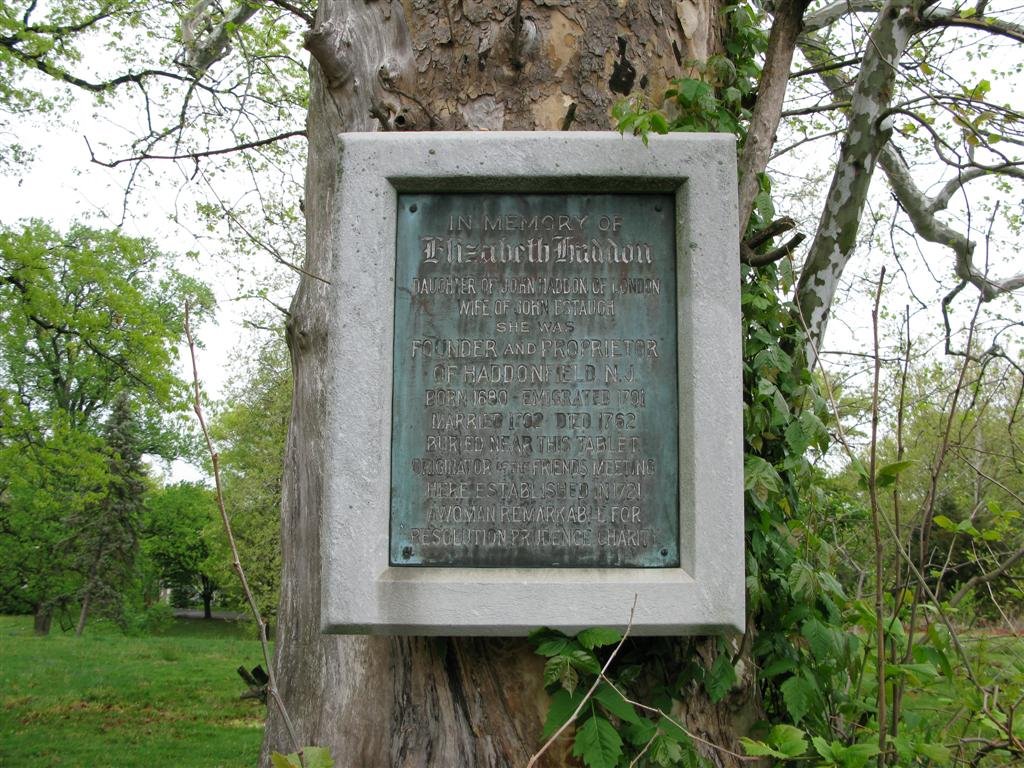 IN MEMORY OF
Elizabeth Haddon
DAUGHTER OF JOHN HADDON OF LONDON
WIFE OF JOHN ESTAUGH
SHE WAS
FOUNDER AND PROPRIETOR
OF HADDONFIELD N.J.
BORN 1680 - EMIGRATED 1701
MARRIED 1702 DIED 1762
BURIED NEAR THIS TABLET
ORIGINATOR OF THE FRIENDS MEETING
HERE ESTABLISHED IN 1721
A WOMAN REMARKABLE FOR
RESOLUTION PRUDENCE CHARITY